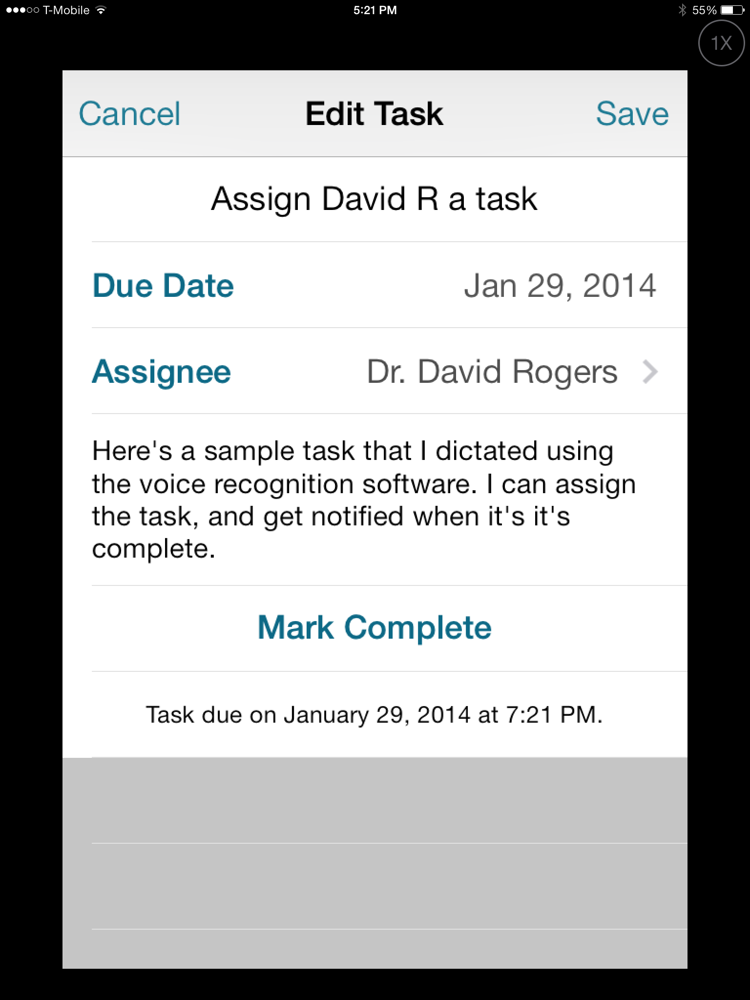 T-Mobile 5:21 PM 55%
1X
Cancel Edit Task Save
Assign David R a task
Due Date Jan 29, 2014
Assignee Dr. David Rogers
Here's a sample task that I dictated using
the voice recognition software. I can assign
the task, and get notified when it's it's
complete.
Mark Complete
Task due on January 29, 2014 at 7:21 PM.